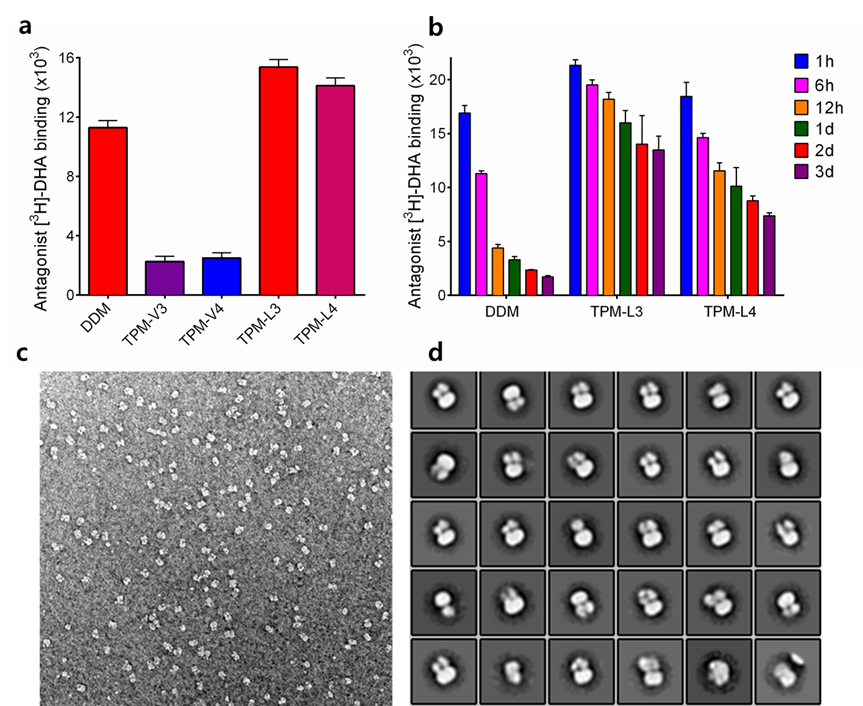 a
Antagonist [³H]-DHA binding (x10³)
16
12
8
4
0
DDM
TPM-V3
TPM-V4
TPM-L3
TPM-L4
b
Antagonist [³H]-DHA binding (x10³)
20
15
10
5
0
DDM
TPM-L3
TPM-L4
1h
6h
12h
1d
2d
3d
c
d